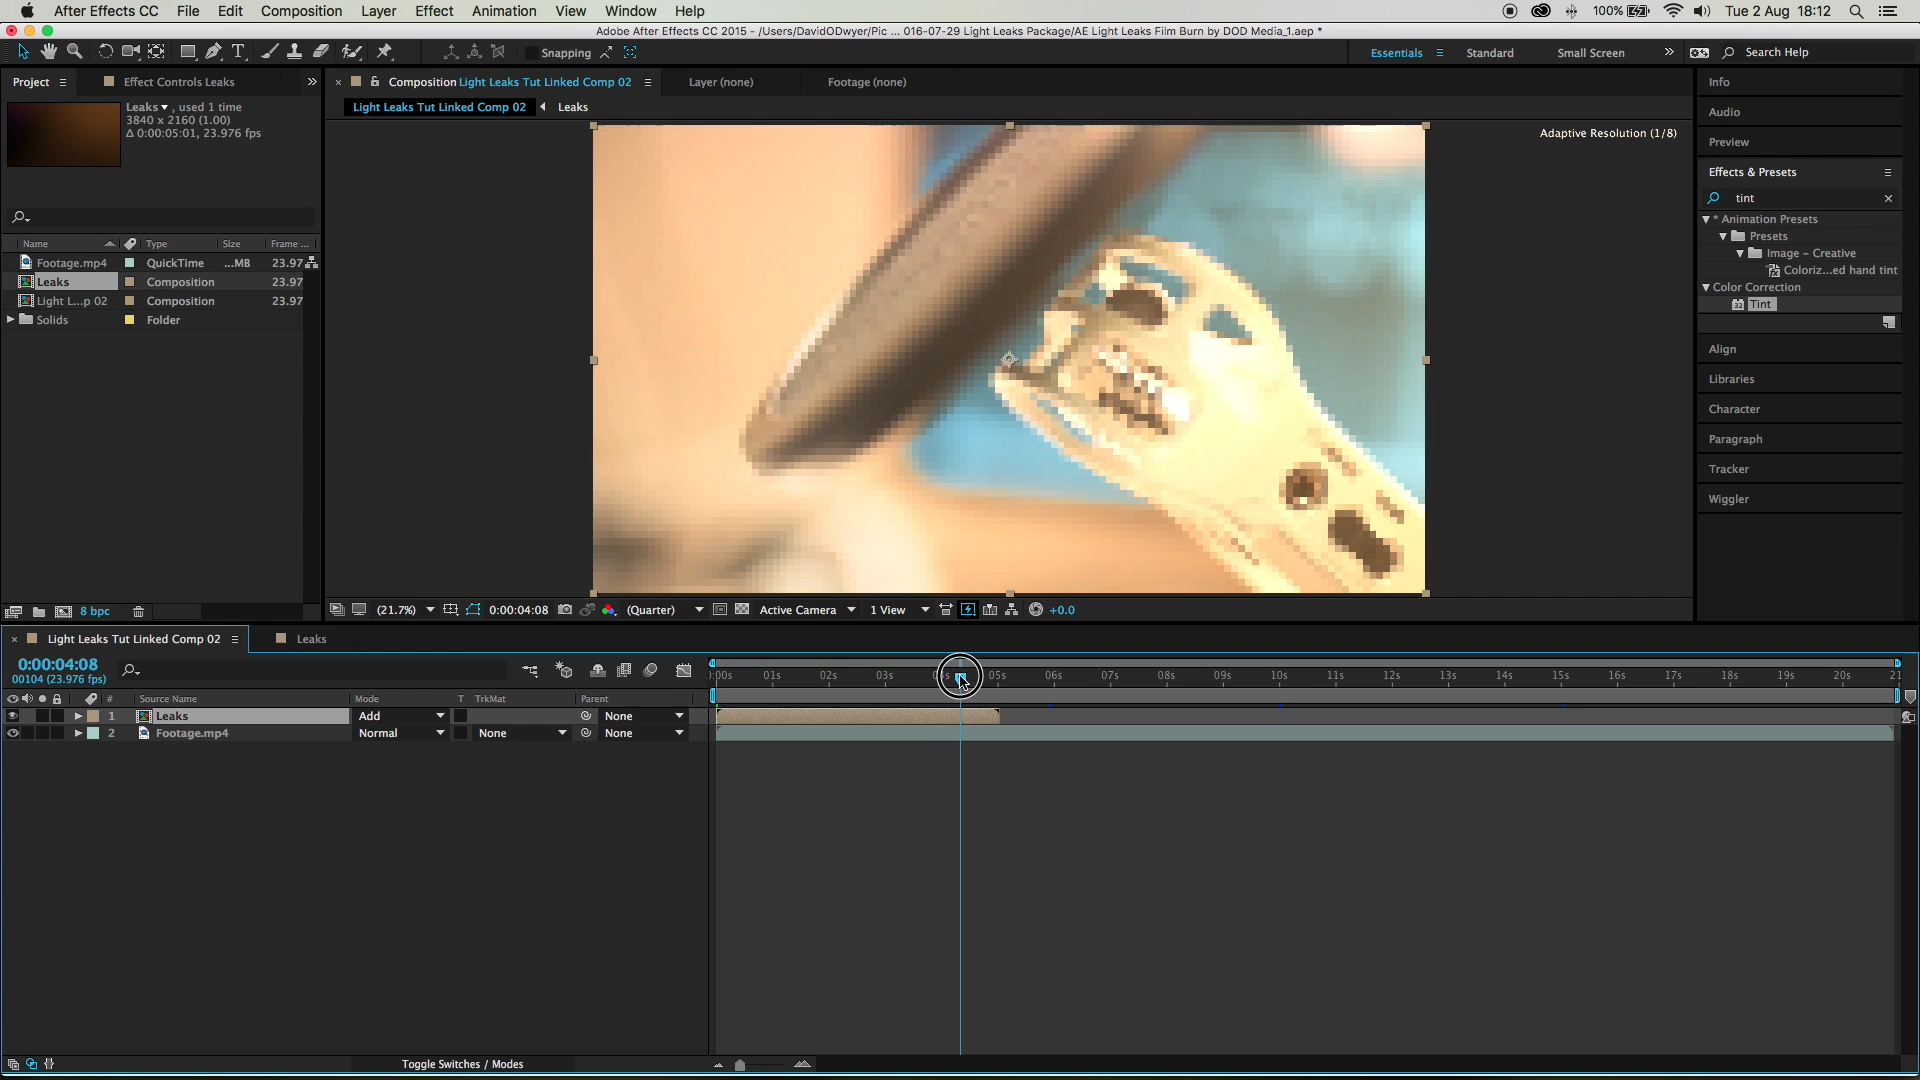 After Effects CC File Edit Composition Layer Effect Animation View Window Help 100% Tue 2 Aug 18:12
Adobe After Effects CC 2015 - /Users/DavidODwyer/Pic ... 016-07-29 Light Leaks Package/AE Light Leaks Film Burn by DOD Media_1.aep *
Snapping Essentials Standard Small Screen Search Help
Project Effect Controls Leaks Composition Light Leaks Tut Linked Comp 02 Layer (none) Footage (none) Info
Light Leaks Tut Linked Comp 02 Leaks
Leaks , used 1 time
3840 x 2160 (1.00)
Δ 0:00:05:01, 23.976 fps)
Adaptive Resolution (1/8)
Audio
Preview
Effects & Presets
tint
* Animation Presets
Presets
Image - Creative
Coloriz...ed hand tint
Color Correction
Tint
Align
Libraries
Character
Paragraph
Tracker
Wiggler
Name Type Size Frame ...
Footage.mp4 QuickTime ...MB 23.97
Leaks Composition 23.97
Light L...p 02 Composition 23.97
Solids Folder
8 bpc (21.7%) 0:00:04:08 (Quarter) Active Camera 1 View +0.0
Light Leaks Tut Linked Comp 02 Leaks
0:00:04:08
00104 (23.976 fps)
01s 02s 03s 05s 06s 07s 08s 09s 10s 11s 12s 13s 14s 15s 16s 17s 18s 19s 20s 21
# Source Name Mode T TrkMat Parent
1 Leaks Add None
2 Footage.mp4 Normal None None
Toggle Switches / Modes